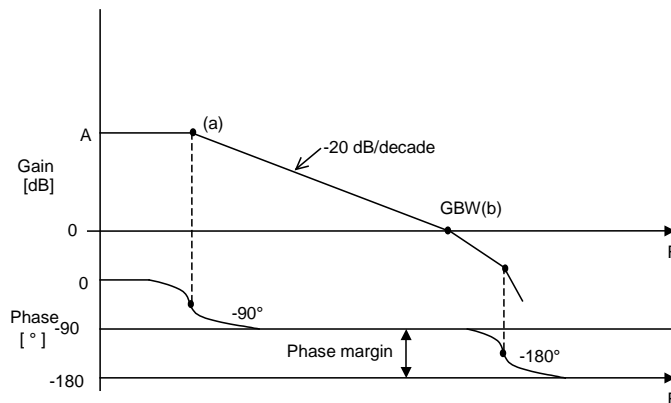 A
(a)
-20 dB/decade
Gain
[dB]
GBW(b)
0
0
Phase
[ ° ]
-90
-90°
Phase margin
-180°
-180